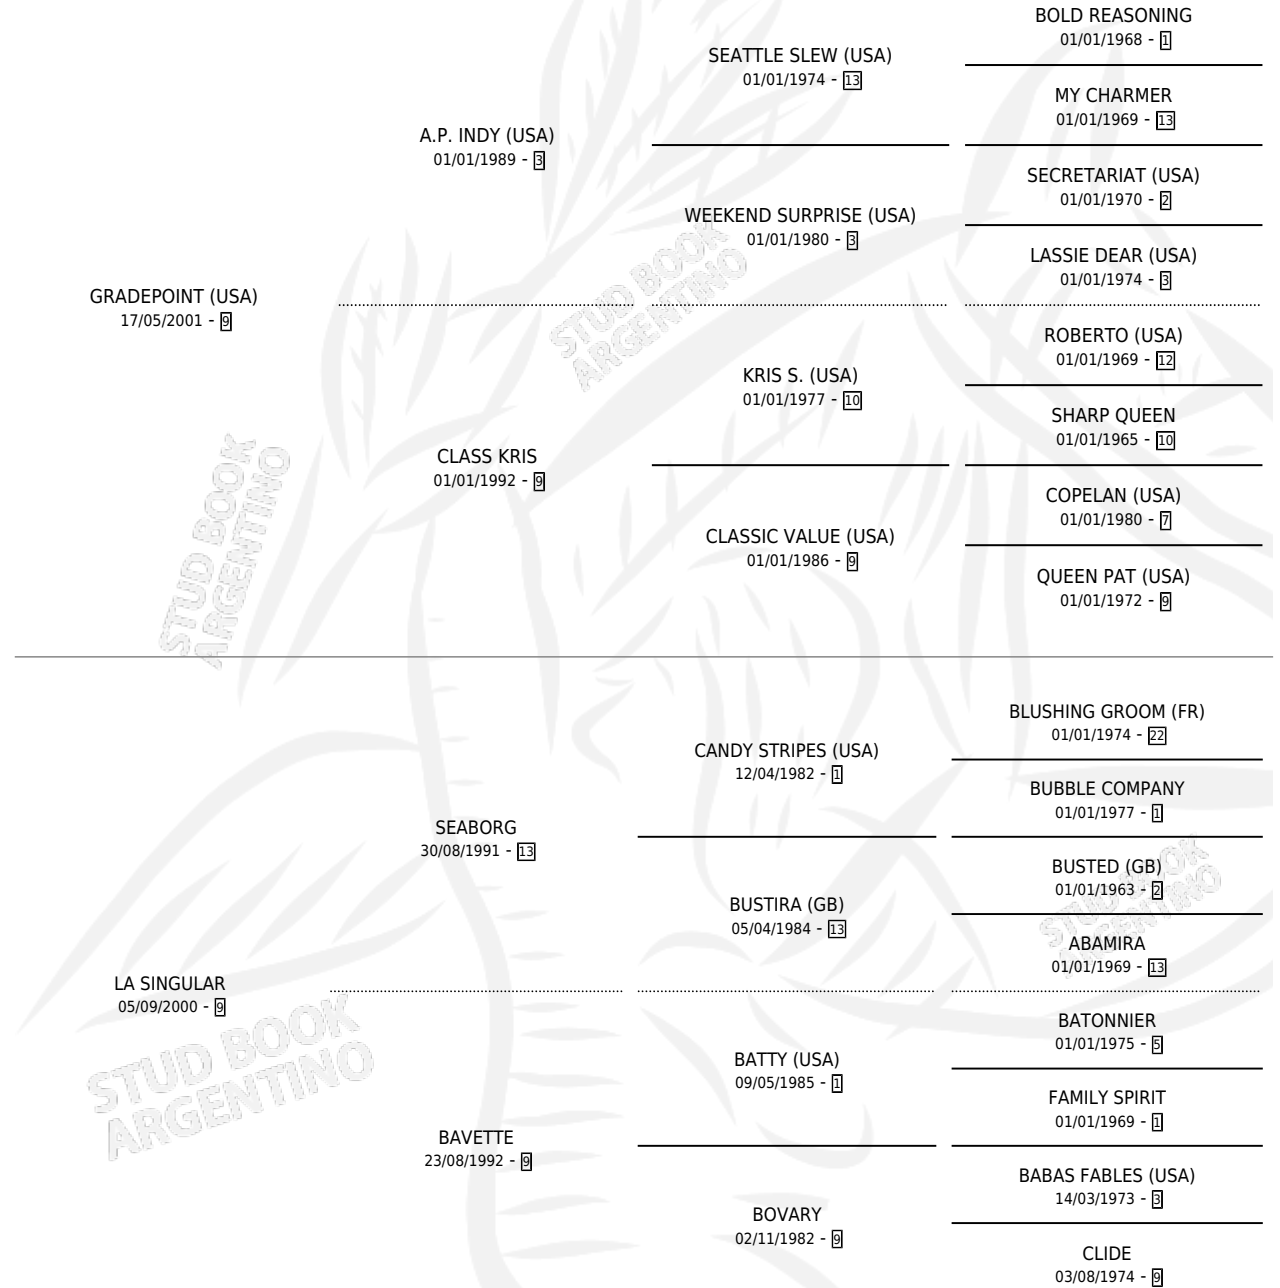 BOLD REASONING
01/01/1968 - 1
SEATTLE SLEW (USA)
01/01/1974 - 13
MY CHARMER
01/01/1969 - 13
A.P. INDY (USA)
01/01/1989 - 3
SECRETARIAT (USA)
01/01/1970 - 2
WEEKEND SURPRISE (USA)
01/01/1980 - 3
LASSIE DEAR (USA)
01/01/1974 - 3
GRADEPOINT (USA)
17/05/2001 - 9
ROBERTO (USA)
01/01/1969 - 12
KRIS S. (USA)
01/01/1977 - 10
SHARP QUEEN
01/01/1965 - 10
CLASS KRIS
01/01/1992 - 9
COPELAN (USA)
01/01/1980 - 7
CLASSIC VALUE (USA)
01/01/1986 - 9
QUEEN PAT (USA)
01/01/1972 - 9
BLUSHING GROOM (FR)
01/01/1974 - 22
CANDY STRIPES (USA)
12/04/1982 - 1
BUBBLE COMPANY
01/01/1977 - 1
SEABORG
30/08/1991 - 13
BUSTED (GB)
01/01/1963 - 2
BUSTIRA (GB)
05/04/1984 - 13
ABAMIRA
01/01/1969 - 13
LA SINGULAR
05/09/2000 - 9
BATONNIER
01/01/1975 - 5
BATTY (USA)
09/05/1985 - 1
FAMILY SPIRIT
01/01/1969 - 1
BAVETTE
23/08/1992 - 9
BABAS FABLES (USA)
14/03/1973 - 3
BOVARY
02/11/1982 - 9
CLIDE
03/08/1974 - 9
STUD BOOK
ARGENTINO
STUD BOOK
ARGENTINO
STUD BOOK
ARGENTINO
STUD BOOK
ARGENTINO